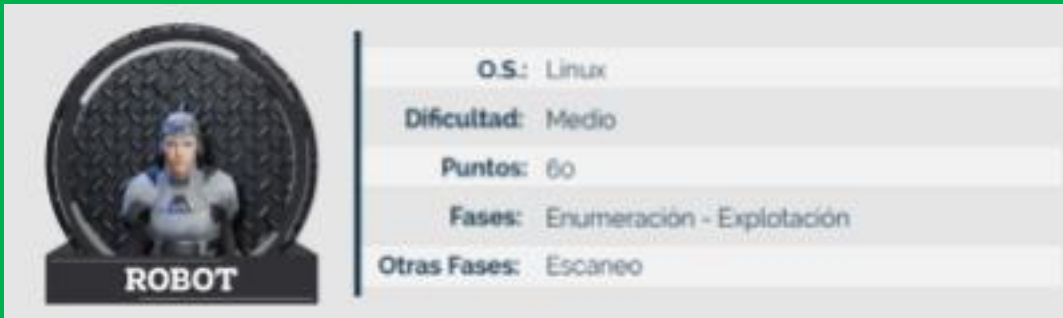 O.S.: Linux
Dificultad: Medio
Puntos: 60
Fases: Enumeración - Explotación
Otras Fases: Escaneo
ROBOT